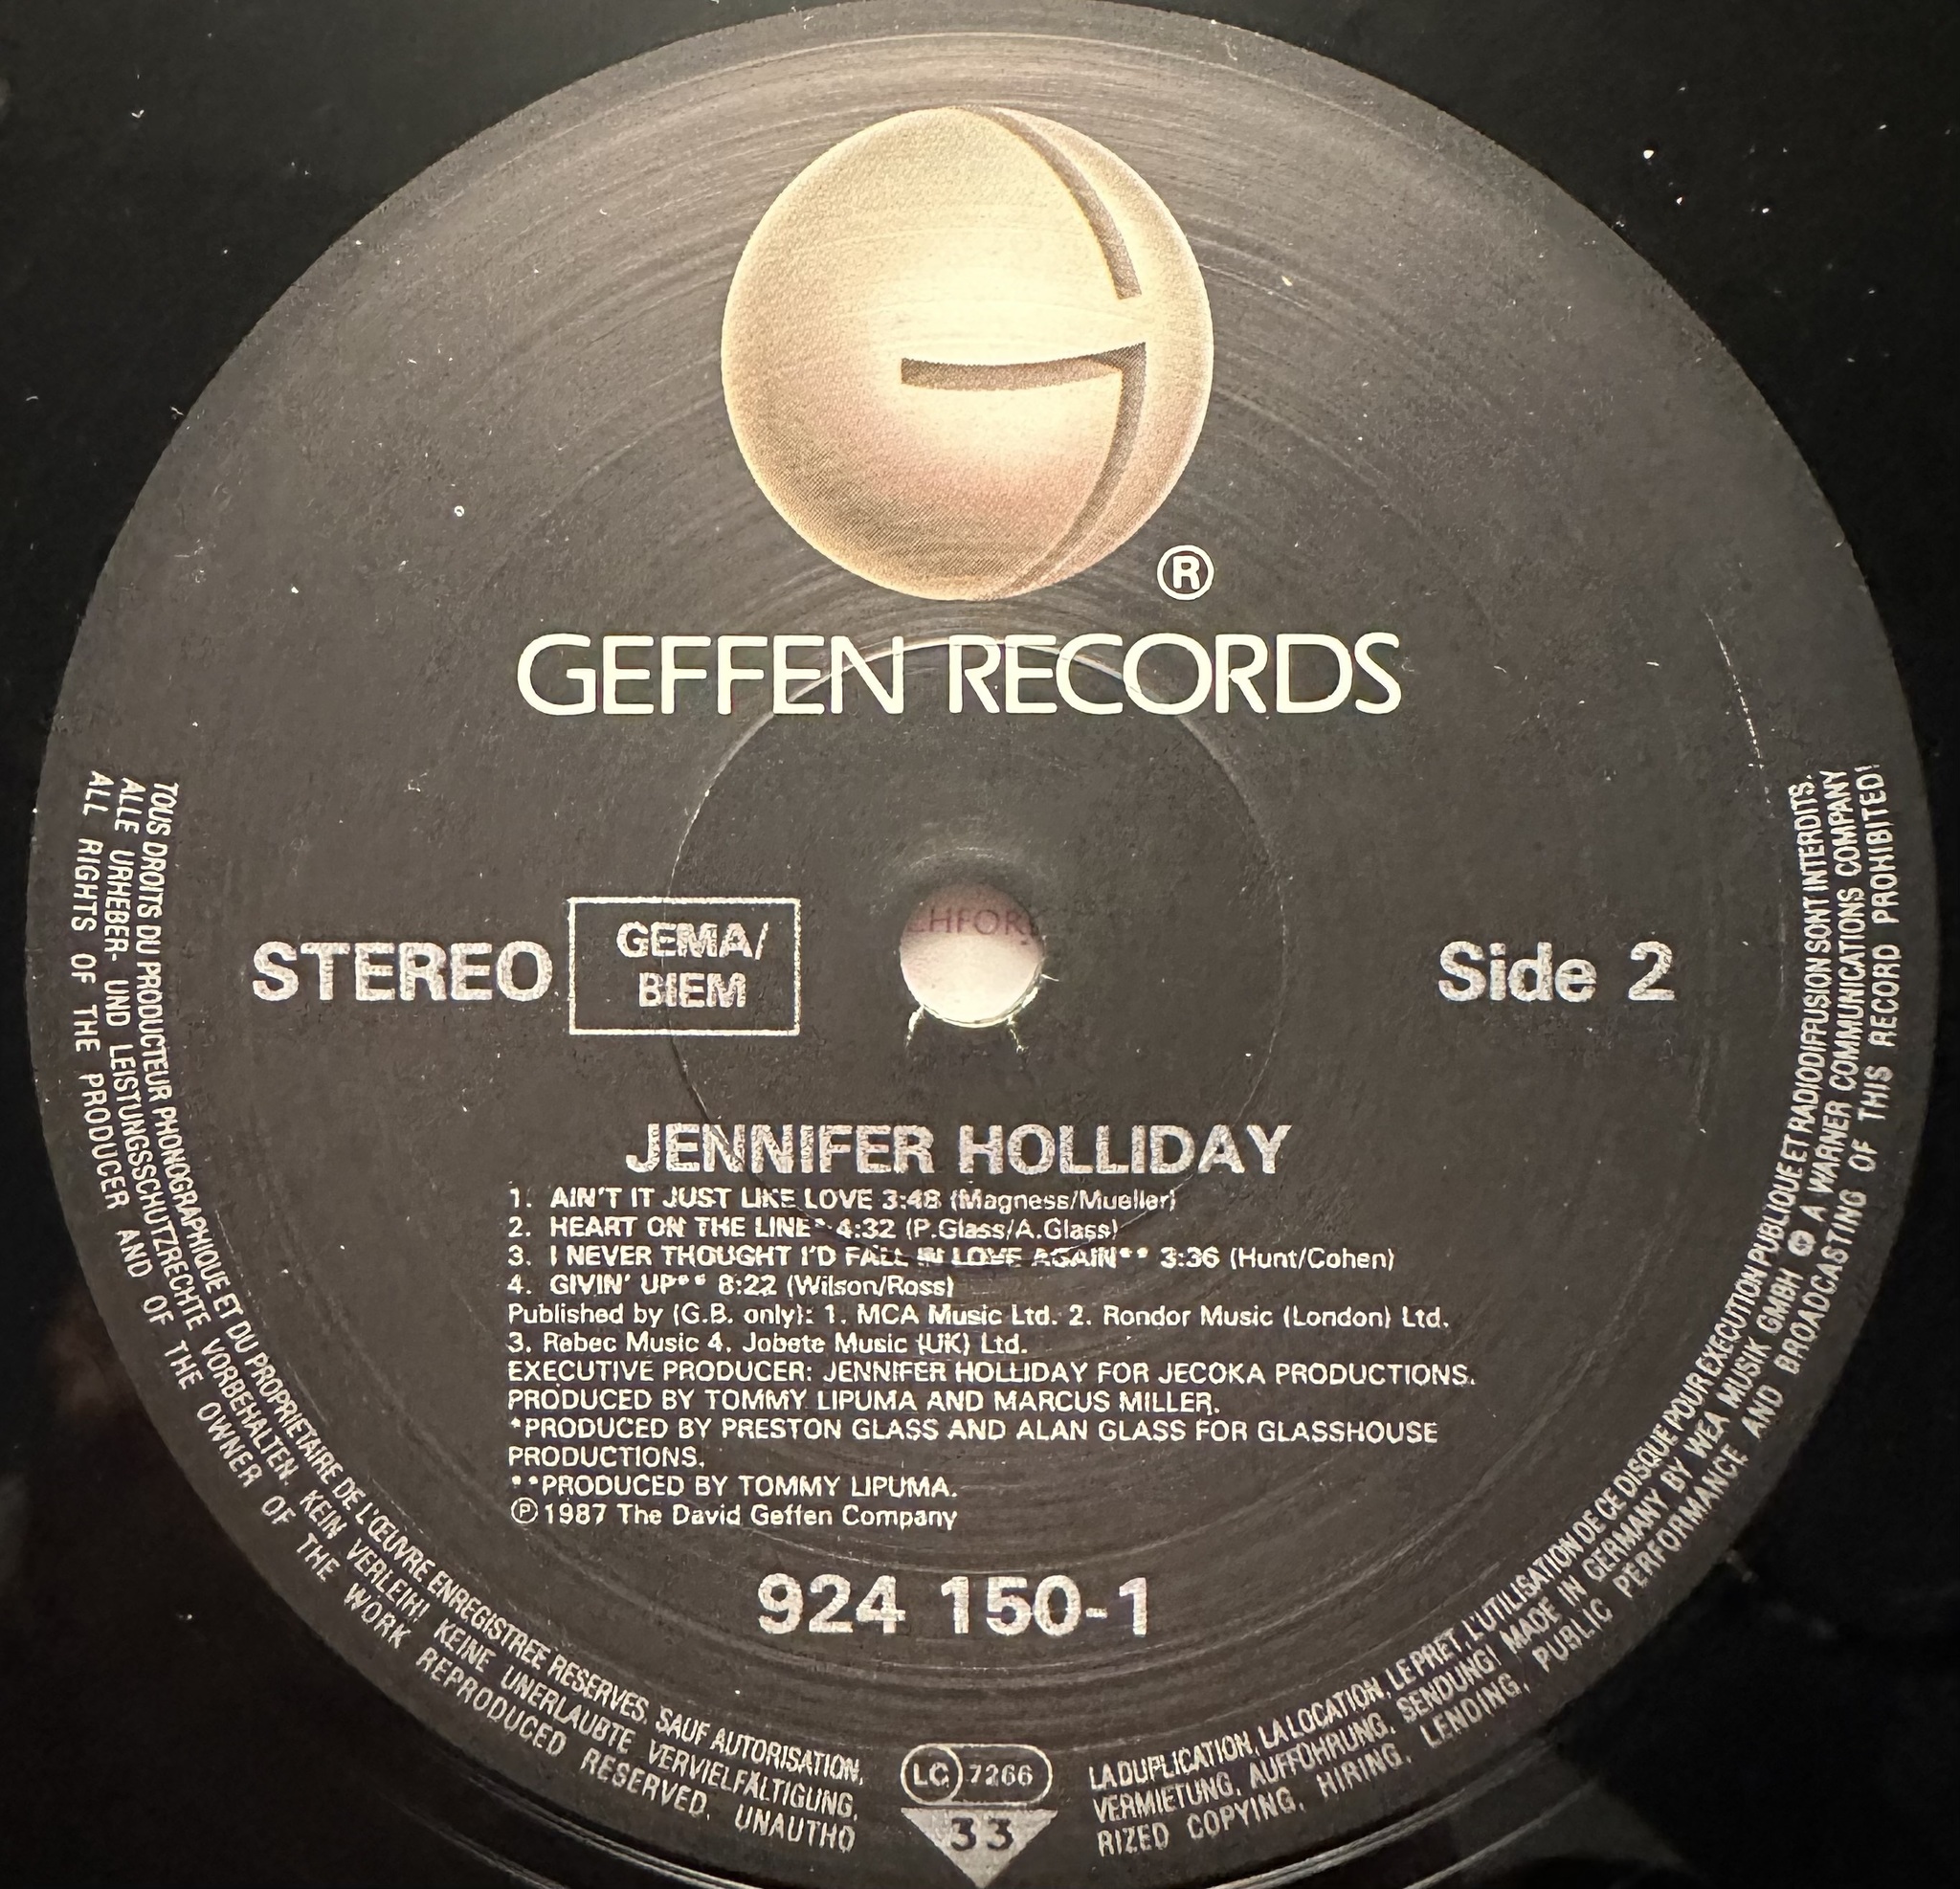 ®
GEFFEN RECORDS
STEREO
GEMA/
BIEM
CHFOR
Side 2
JENNIFER HOLLIDAY
1. AIN'T IT JUST LIKE LOVE 3:48 (Magness/Mueller)
2. HEART ON THE LINE* 4:32 (P.Glass/A.Glass)
3. I NEVER THOUGHT I'D FALL IN LOVE AGAIN** 3:36 (Hunt/Cohen)
4. GIVIN' UP** 8:22 (Wilson/Ross)
Published by (G.B. only): 1. MCA Music Ltd. 2. Rondor Music (London) Ltd.
3. Rebec Music 4. Jobete Music (UK) Ltd.
EXECUTIVE PRODUCER: JENNIFER HOLLIDAY FOR JECOKA PRODUCTIONS.
PRODUCED BY TOMMY LIPUMA AND MARCUS MILLER.
*PRODUCED BY PRESTON GLASS AND ALAN GLASS FOR GLASSHOUSE
PRODUCTIONS.
**PRODUCED BY TOMMY LIPUMA.
℗ 1987 The David Geffen Company
924 150-1
TOUS DROITS DU PRODUCTEUR PHONOGRAPHIQUE ET DU PROPRIETAIRE DE L'ŒUVRE ENREGISTREE RESERVES. SAUF AUTORISATION, LA DUPLICATION, LA LOCATION, LE PRET, L'UTILISATION DE CE DISQUE POUR EXECUTION PUBLIQUE ET RADIODIFFUSION SONT INTERDITS.
ALLE URHEBER- UND LEISTUNGSSCHUTZRECHTE VORBEHALTEN. KEIN VERLEIH! KEINE UNERLAUBTE VERVIELFÄLTIGUNG, VERMIETUNG, AUFFÜHRUNG, SENDUNG! MADE IN GERMANY BY WEA MUSIK GMBH A WARNER COMMUNICATIONS COMPANY
ALL RIGHTS OF THE PRODUCER AND OF THE OWNER OF THE WORK REPRODUCED RESERVED. UNAUTHORIZED COPYING, HIRING, LENDING, PUBLIC PERFORMANCE AND BROADCASTING OF THIS RECORD PROHIBITED!
LC 7266
33